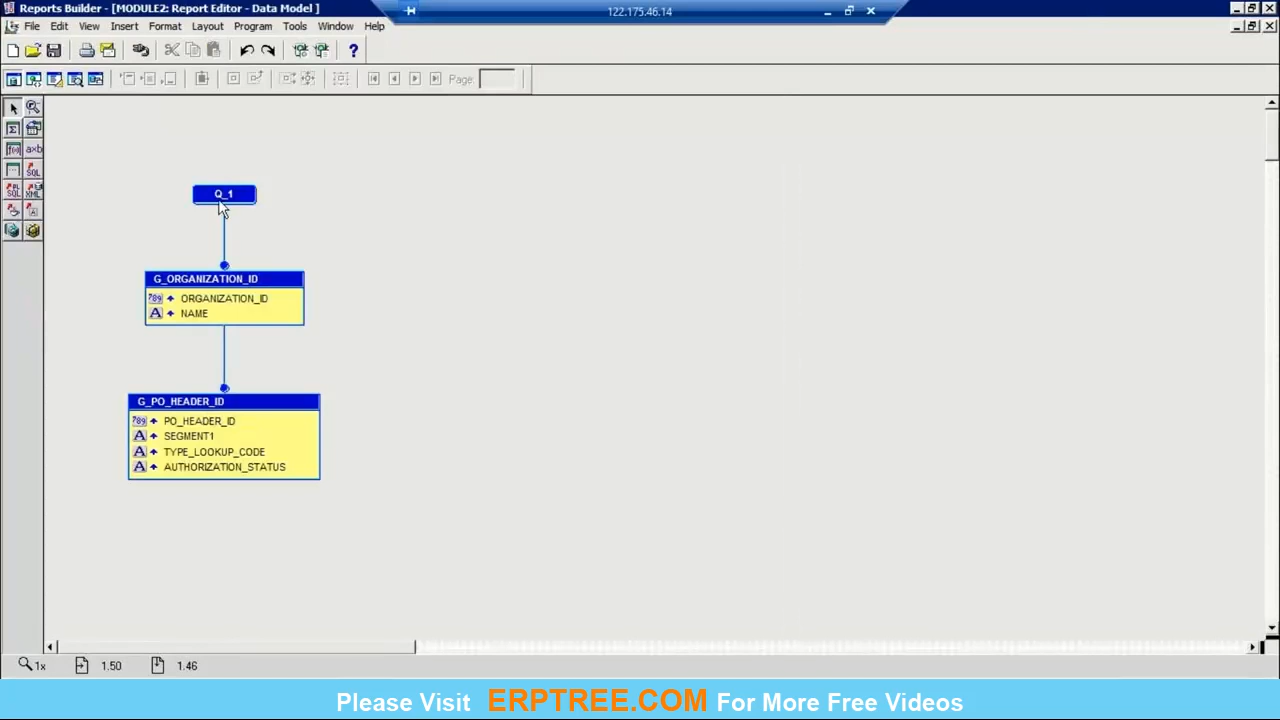 Reports Builder - [MODULE2: Report Editor - Data Model ]
122.175.46.14
File Edit View Insert Format Layout Program Tools Window Help
Page:
Q_1
G_ORGANIZATION_ID
789 ORGANIZATION_ID
A NAME
G_PO_HEADER_ID
789 PO_HEADER_ID
A SEGMENT1
A TYPE_LOOKUP_CODE
A AUTHORIZATION_STATUS
1x 1.50 1.46
Please Visit ERPTREE.COM For More Free Videos